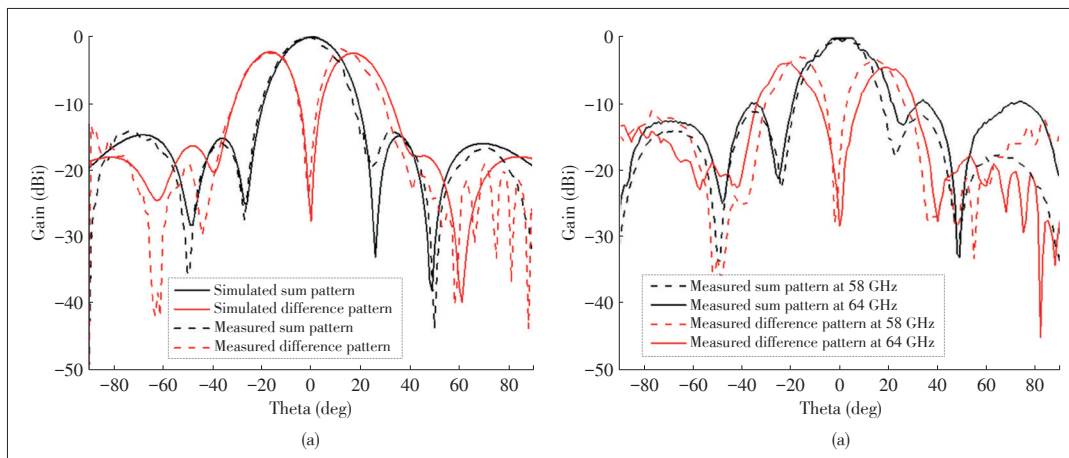 0
−10
−20
−30
−40
−50
Gain (dBi)
Simulated sum pattern
Simulated difference pattern
Measured sum pattern
Measured difference pattern
−80 −60 −40 −20 0 20 40 60 80
Theta (deg)
(a)
0
−10
−20
−30
−40
−50
Gain (dBi)
Measured sum pattern at 58 GHz
Measured sum pattern at 64 GHz
Measured difference pattern at 58 GHz
Measured difference pattern at 64 GHz
−80 −60 −40 −20 0 20 40 60 80
Theta (deg)
(a)